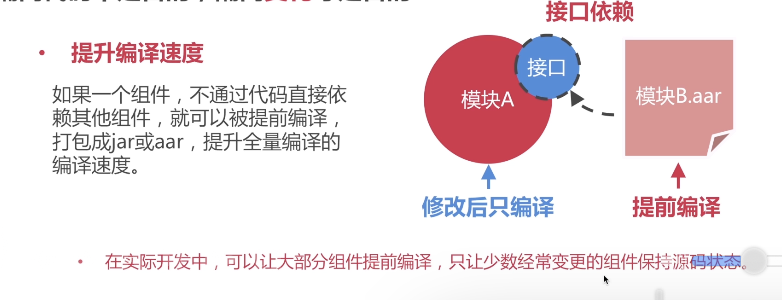 接口依赖
• 提升编译速度
如果一个组件，不通过代码直接依
赖其他组件，就可以被提前编译，
打包成jar或aar，提升全量编译的
编译速度。
接口
模块A
模块B.aar
修改后只编译
提前编译
• 在实际开发中，可以让大部分组件提前编译，只让少数经常变更的组件保持源码状态。